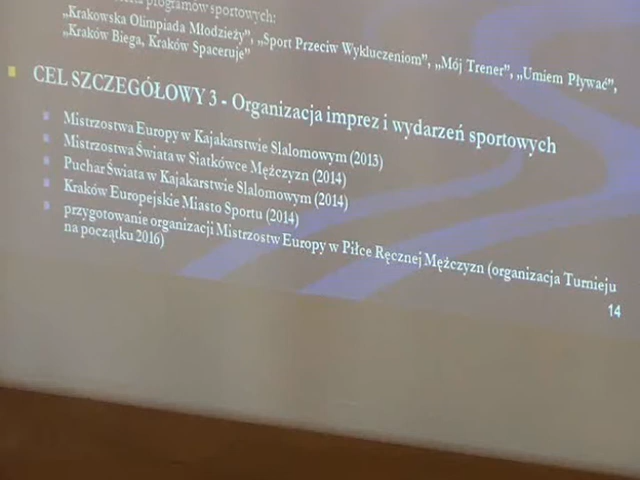 programów sportowych:
„Krakowska Olimpiada Młodzieży”, „Sport Przeciw Wykluczeniom”, „Mój Trener”, „Umiem Pływać”,
„Kraków Biega, Kraków Spaceruje”
CEL SZCZEGÓŁOWY 3 - Organizacja imprez i wydarzeń sportowych
Mistrzostwa Europy w Kajakarstwie Slalomowym (2013)
Mistrzostwa Świata w Siatkówce Mężczyzn (2014)
Puchar Świata w Kajakarstwie Slalomowym (2014)
Kraków Europejskie Miasto Sportu (2014)
przygotowanie organizacji Mistrzostw Europy w Piłce Ręcznej Mężczyzn (organizacja Turnieju
na początku 2016)
14